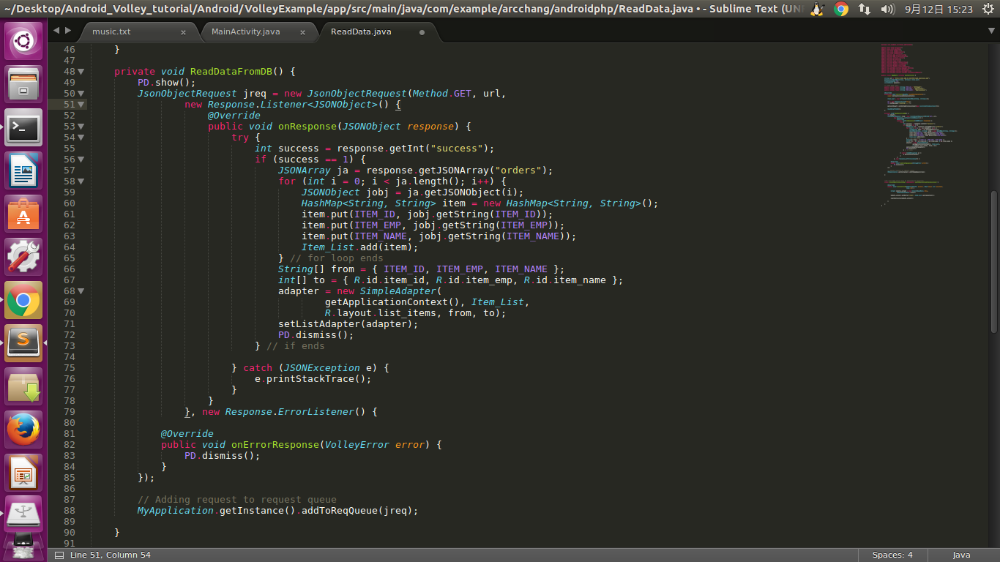 ~/Desktop/Android_Volley_tutorial/Android/VolleyExample/app/src/main/java/com/example/arcchang/androidphp/ReadData.java • - Sublime Text (UN
9月12日 15:23
music.txt ×
MainActivity.java ×
ReadData.java
46 }
47
48 private void ReadDataFromDB() {
49 PD.show();
50 JsonObjectRequest jreq = new JsonObjectRequest(Method.GET, url,
51 new Response.Listener<JSONObject>() {
52 @Override
53 public void onResponse(JSONObject response) {
54 try {
55 int success = response.getInt("success");
56 if (success == 1) {
57 JSONArray ja = response.getJSONArray("orders");
58 for (int i = 0; i < ja.length(); i++) {
59 JSONObject jobj = ja.getJSONObject(i);
60 HashMap<String, String> item = new HashMap<String, String>();
61 item.put(ITEM_ID, jobj.getString(ITEM_ID));
62 item.put(ITEM_EMP, jobj.getString(ITEM_EMP));
63 item.put(ITEM_NAME, jobj.getString(ITEM_NAME));
64 Item_List.add(item);
65 } // for loop ends
66 String[] from = { ITEM_ID, ITEM_EMP, ITEM_NAME };
67 int[] to = { R.id.item_id, R.id.item_emp, R.id.item_name };
68 adapter = new SimpleAdapter(
69 getApplicationContext(), Item_List,
70 R.layout.list_items, from, to);
71 setListAdapter(adapter);
72 PD.dismiss();
73 } // if ends
74
75 } catch (JSONException e) {
76 e.printStackTrace();
77 }
78 }
79 }, new Response.ErrorListener() {
80
81 @Override
82 public void onErrorResponse(VolleyError error) {
83 PD.dismiss();
84 }
85 });
86
87 // Adding request to request queue
88 MyApplication.getInstance().addToReqQueue(jreq);
89
90 }
91
Line 51, Column 54
Spaces: 4
Java